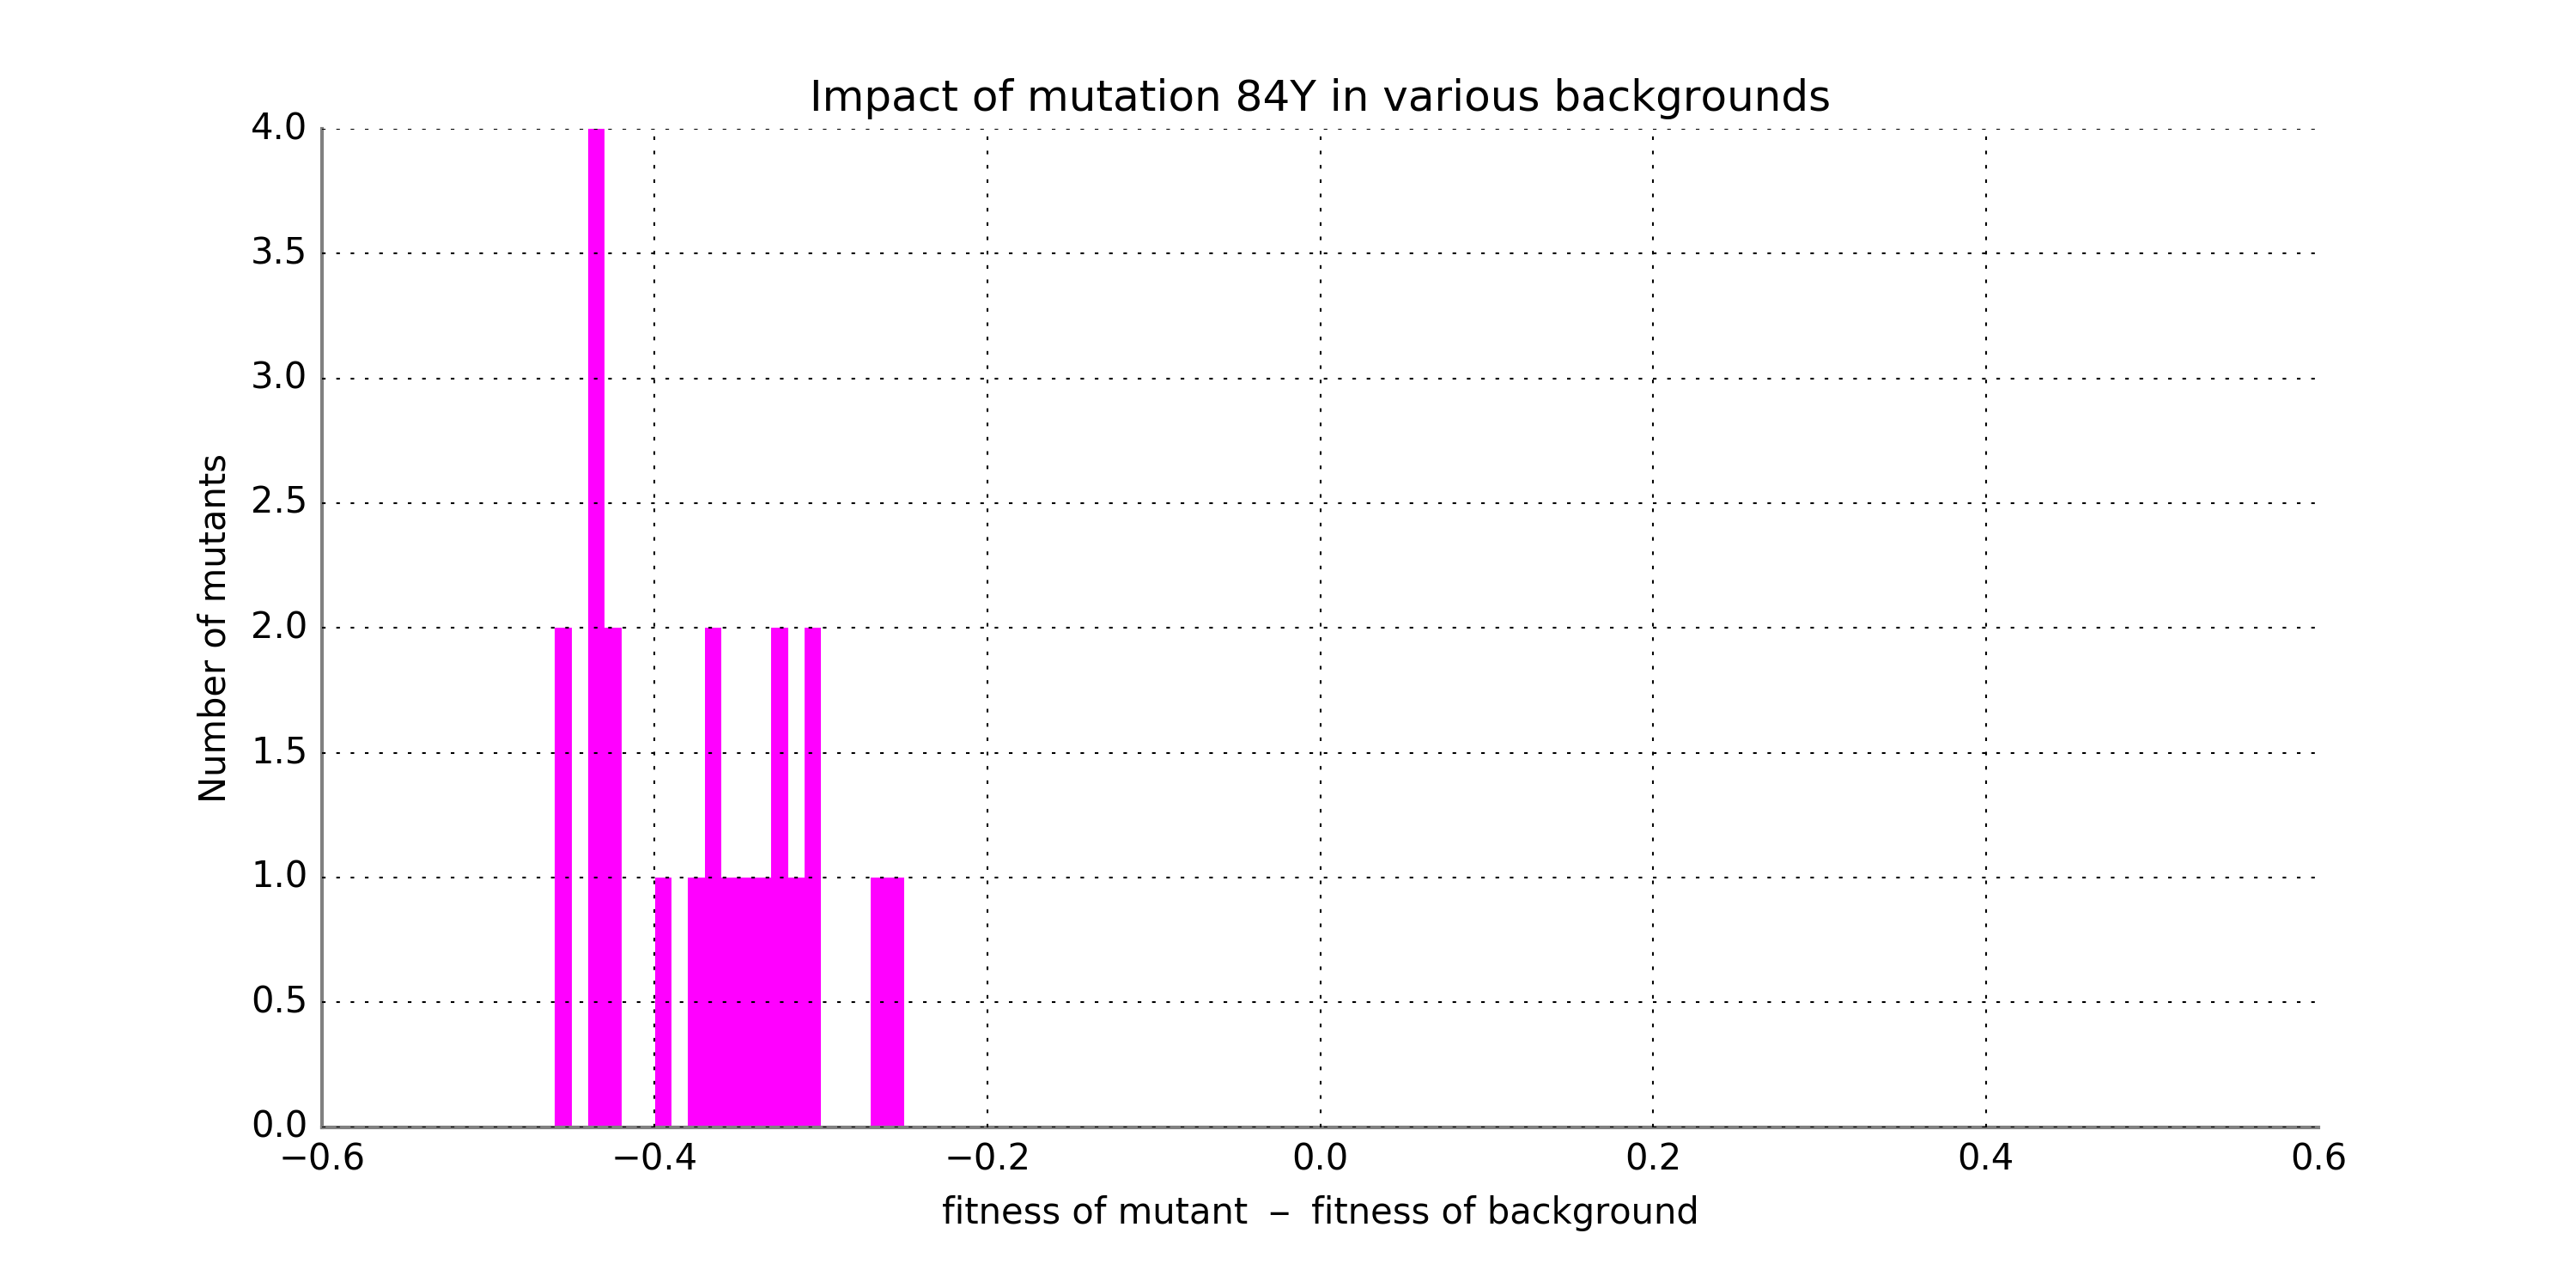 Impact of mutation 84Y in various backgrounds
4.0
3.5
3.0
2.5
2.0
1.5
1.0
0.5
0.0
Number of mutants
−0.6 −0.4 −0.2 0.0 0.2 0.4 0.6
fitness of mutant − fitness of background